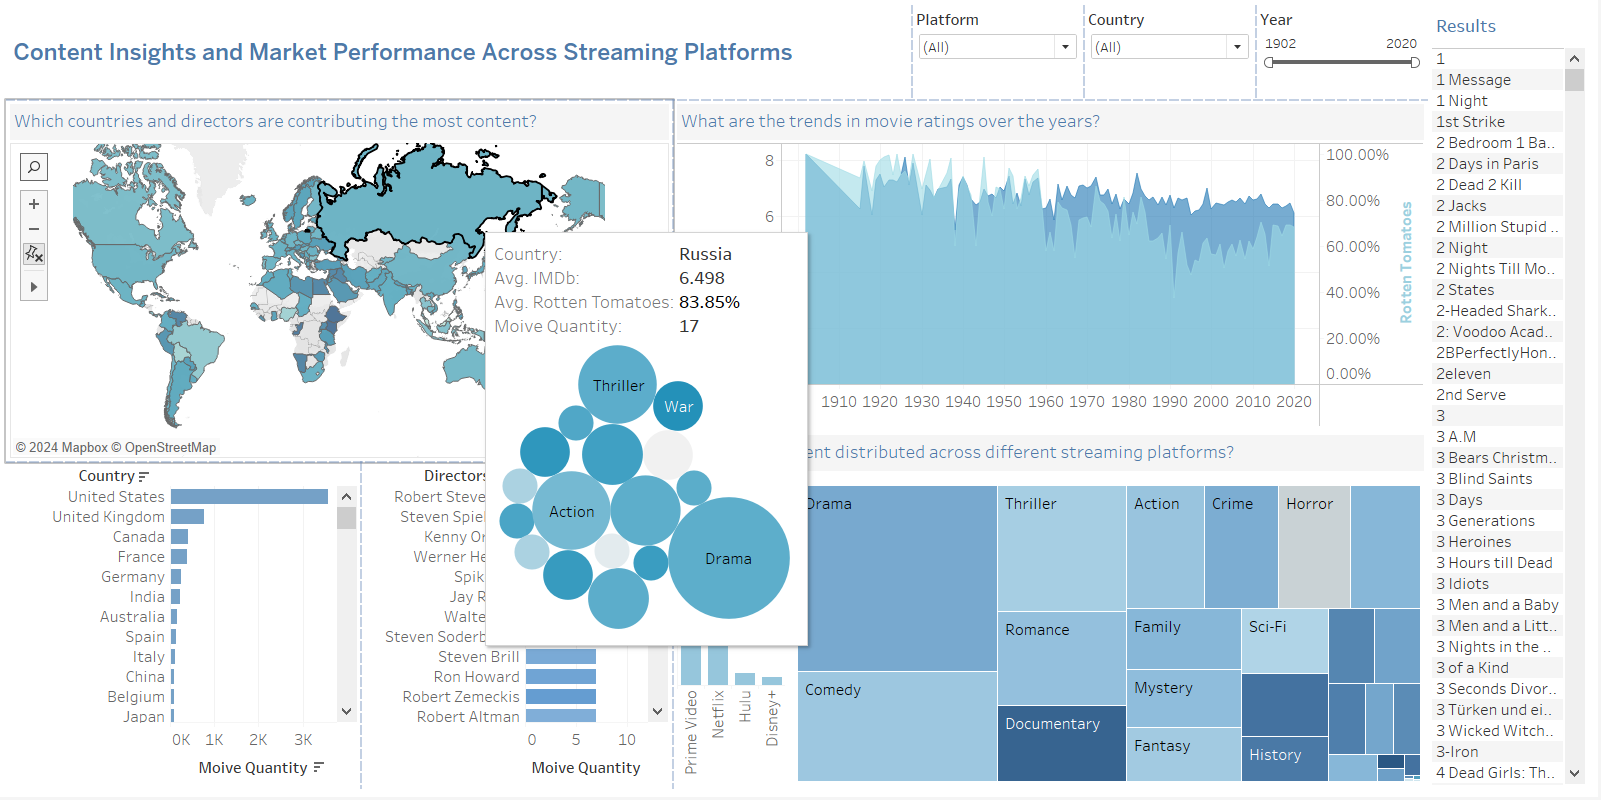 Content Insights and Market Performance Across Streaming Platforms
Platform
(All)
Country
(All)
Year
1902 2020
Results
1
1 Message
1 Night
1st Strike
2 Bedroom 1 Ba..
2 Days in Paris
2 Dead 2 Kill
2 Jacks
2 Million Stupid ..
2 Night
2 Nights Till Mo..
2 States
2-Headed Shark..
2: Voodoo Acad..
2BPerfectlyHon..
2eleven
2nd Serve
3
3 A.M
3 Bears Christm..
3 Blind Saints
3 Days
3 Generations
3 Heroines
3 Hours till Dead
3 Idiots
3 Men and a Baby
3 Men and a Litt..
3 Nights in the ..
3 of a Kind
3 Seconds Divor..
3 Türken und ei..
3 Wicked Witch..
3-Iron
4 Dead Girls: Th..
Which countries and directors are contributing the most content?
© 2024 Mapbox © OpenStreetMap
What are the trends in movie ratings over the years?
8
6
100.00%
80.00%
60.00%
40.00%
20.00%
0.00%
Rotten Tomatoes
1910 1920 1930 1940 1950 1960 1970 1980 1990 2000 2010 2020
Country: Russia
Avg. IMDb: 6.498
Avg. Rotten Tomatoes: 83.85%
Moive Quantity: 17
Thriller
War
Action
Drama
Country
United States
United Kingdom
Canada
France
Germany
India
Australia
Spain
Italy
China
Belgium
Japan
0K 1K 2K 3K
Moive Quantity
Directors
Robert Steve
Steven Spiel
Kenny Or
Werner He
Spik
Jay R
Walte
Steven Soderb
Steven Brill
Ron Howard
Robert Zemeckis
Robert Altman
0 5 10
Moive Quantity
ent distributed across different streaming platforms?
Prime Video
Netflix
Hulu
Disney+
Drama
Comedy
Thriller
Romance
Documentary
Action
Crime
Horror
Family
Mystery
Fantasy
Sci-Fi
History